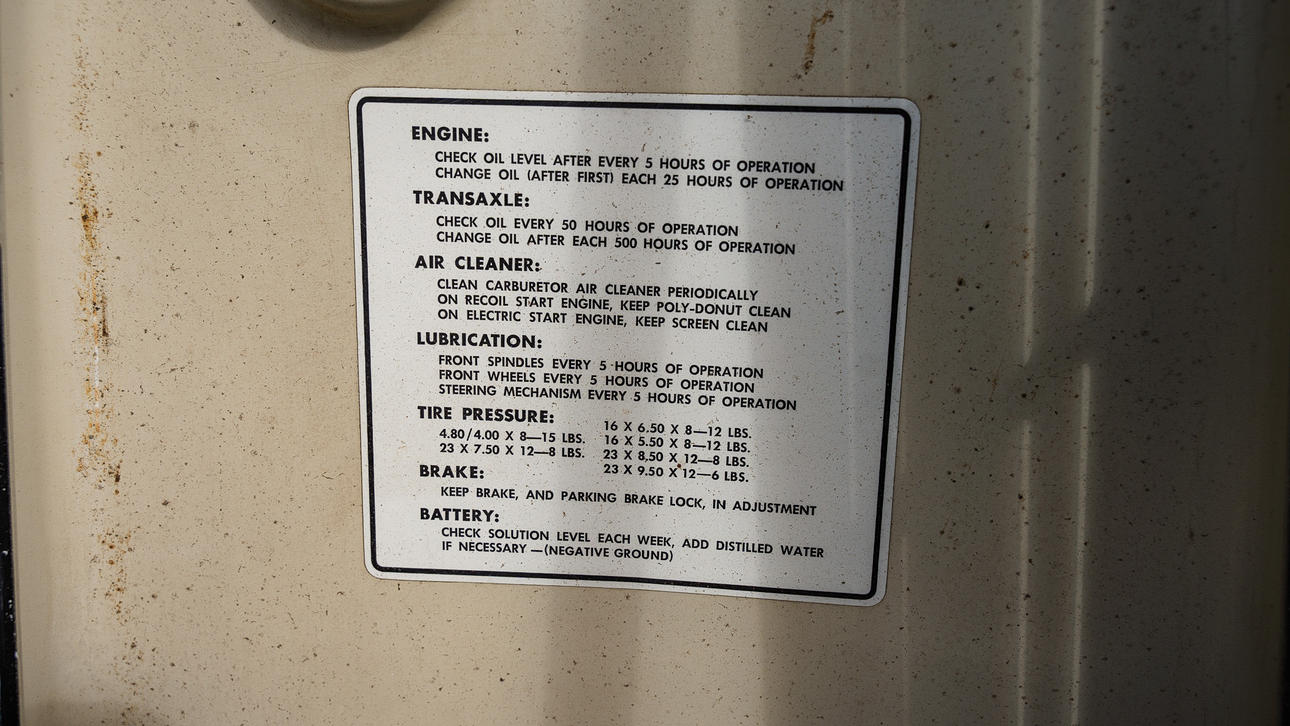 ENGINE:
CHECK OIL LEVEL AFTER EVERY 5 HOURS OF OPERATION
CHANGE OIL (AFTER FIRST) EACH 25 HOURS OF OPERATION
TRANSAXLE:
CHECK OIL EVERY 50 HOURS OF OPERATION
CHANGE OIL AFTER EACH 500 HOURS OF OPERATION
AIR CLEANER:
CLEAN CARBURETOR AIR CLEANER PERIODICALLY
ON RECOIL START ENGINE, KEEP POLY-DONUT CLEAN
ON ELECTRIC START ENGINE, KEEP SCREEN CLEAN
LUBRICATION:
FRONT SPINDLES EVERY 5 HOURS OF OPERATION
FRONT WHEELS EVERY 5 HOURS OF OPERATION
STEERING MECHANISM EVERY 5 HOURS OF OPERATION
TIRE PRESSURE:
4.80/4.00 X 8—15 LBS.
23 X 7.50 X 12—8 LBS.
16 X 6.50 X 8—12 LBS.
16 X 5.50 X 8—12 LBS.
23 X 8.50 X 12—8 LBS.
23 X 9.50 X 12—6 LBS.
BRAKE:
KEEP BRAKE, AND PARKING BRAKE LOCK, IN ADJUSTMENT
BATTERY:
CHECK SOLUTION LEVEL EACH WEEK, ADD DISTILLED WATER
IF NECESSARY —(NEGATIVE GROUND)